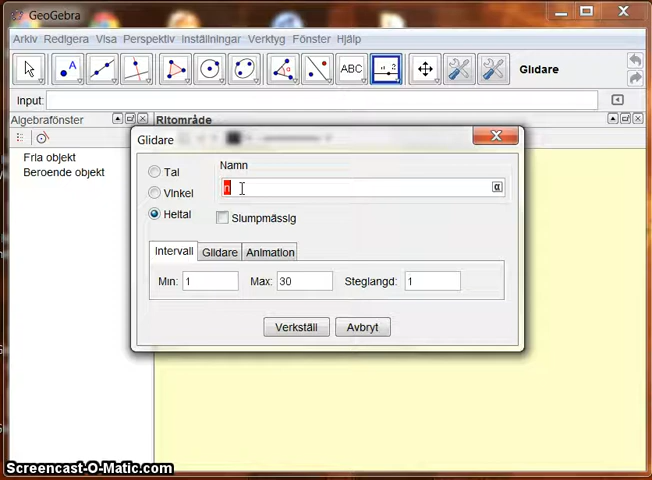 GeoGebra
Arkiv Redigera Visa Perspektiv Inställningar Verktyg Fönster Hjälp
ABC a = 2 Glidare
Input:
Algebrafönster Ritområde
Fria objekt
Beroende objekt
Glidare
Namn
Tal
n α
Vinkel
Heltal Slumpmässig
Intervall Glidare Animation
Min: 1 Max: 30 Steglängd: 1
Verkställ Avbryt
Screencast-O-Matic.com